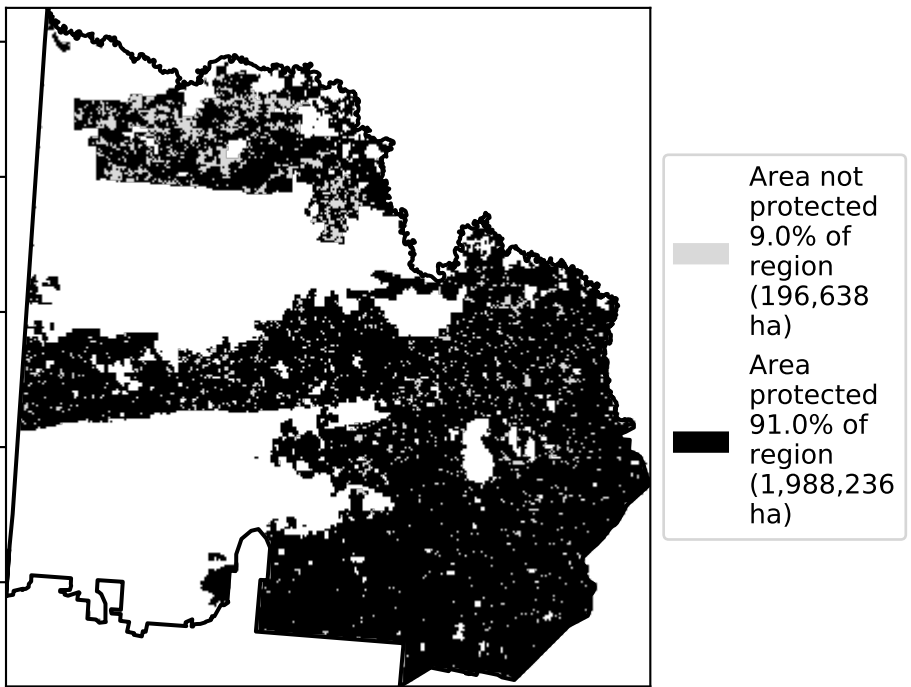 Area not
protected
9.0% of
region
(196,638
ha)
Area
protected
91.0% of
region
(1,988,236
ha)